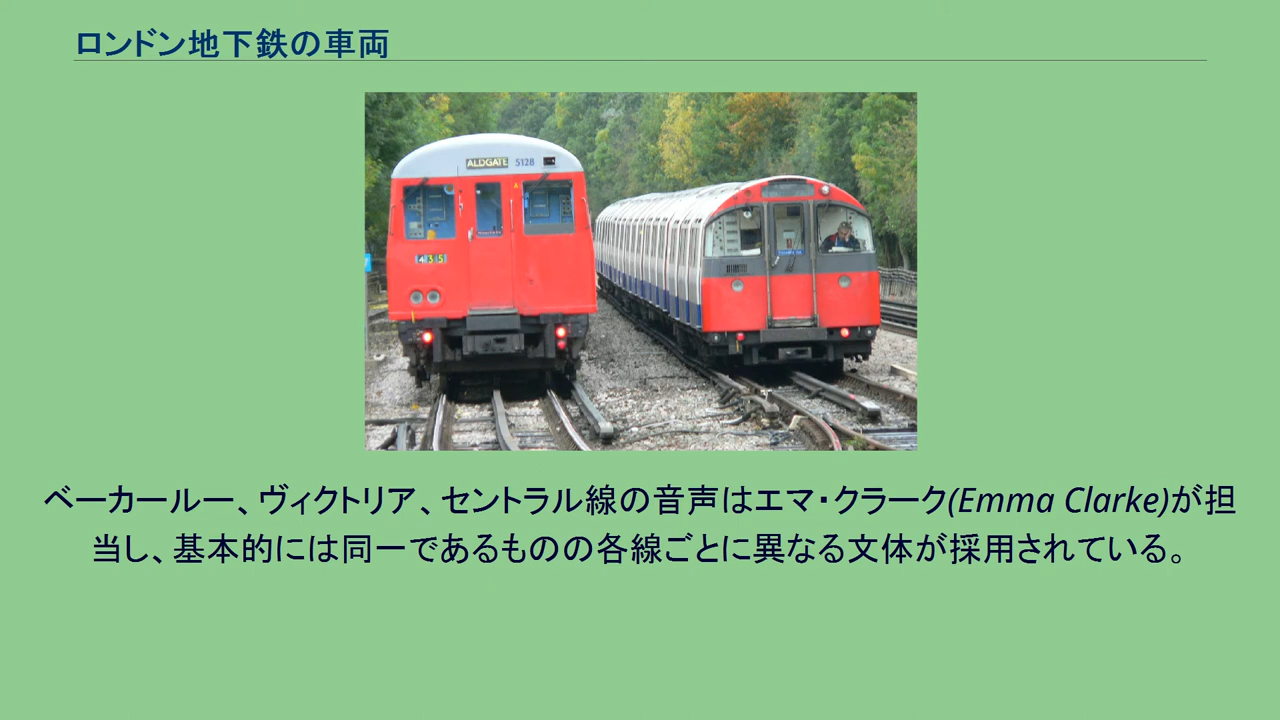 ロンドン地下鉄の車両
ALDGATE 5128
ベーカールー、ヴィクトリア、セントラル線の音声はエマ・クラーク(Emma Clarke)が担
当し、基本的には同一であるものの各線ごとに異なる文体が採用されている。